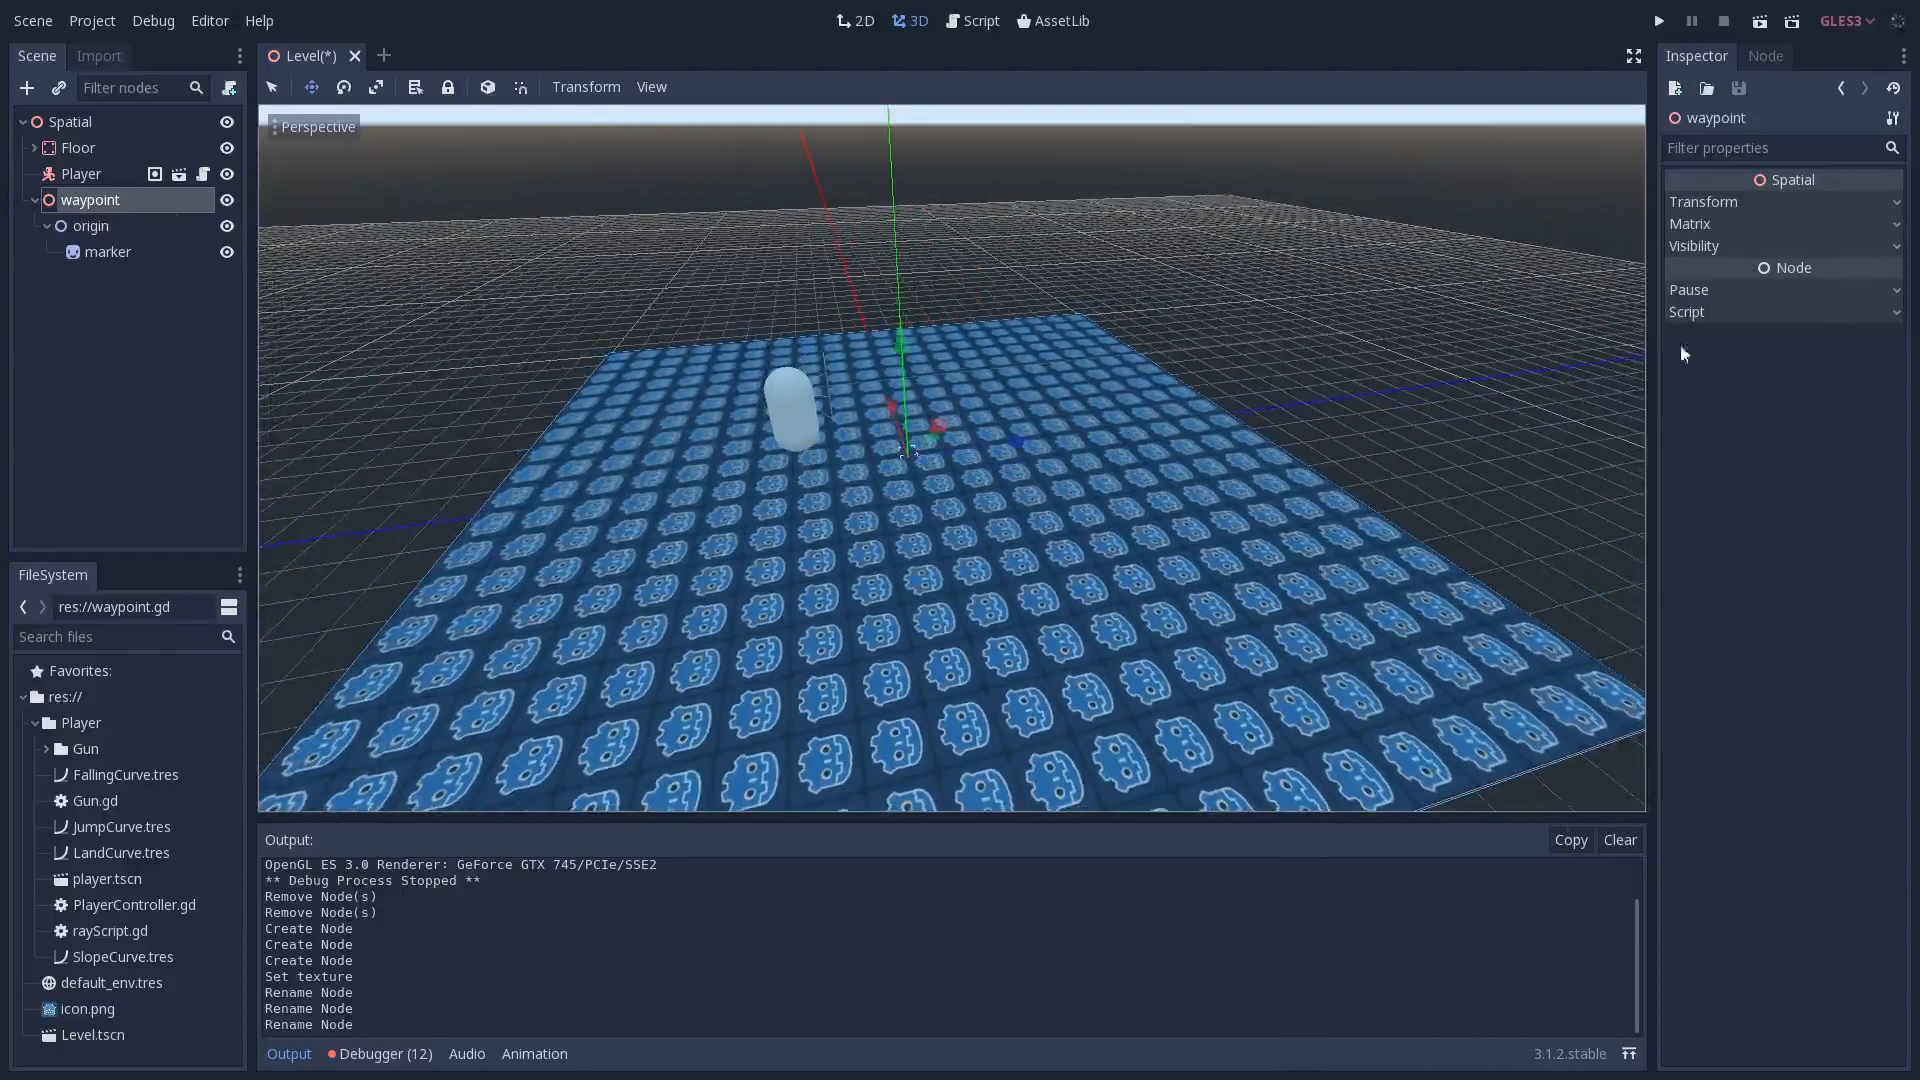 Scene Project Debug Editor Help
2D 3D Script AssetLib
GLES3
Scene Import
Filter nodes
Spatial
Floor
Player
waypoint
origin
marker
FileSystem
res://waypoint.gd
Search files
Favorites:
res://
Player
Gun
FallingCurve.tres
Gun.gd
JumpCurve.tres
LandCurve.tres
player.tscn
PlayerController.gd
rayScript.gd
SlopeCurve.tres
default_env.tres
icon.png
Level.tscn
Level(*)
Transform View
Perspective
Output:
Copy Clear
OpenGL ES 3.0 Renderer: GeForce GTX 745/PCIe/SSE2
** Debug Process Stopped **
Remove Node(s)
Remove Node(s)
Create Node
Create Node
Create Node
Set texture
Rename Node
Rename Node
Rename Node
Output Debugger (12) Audio Animation
3.1.2.stable
Inspector Node
waypoint
Filter properties
Spatial
Transform
Matrix
Visibility
Node
Pause
Script